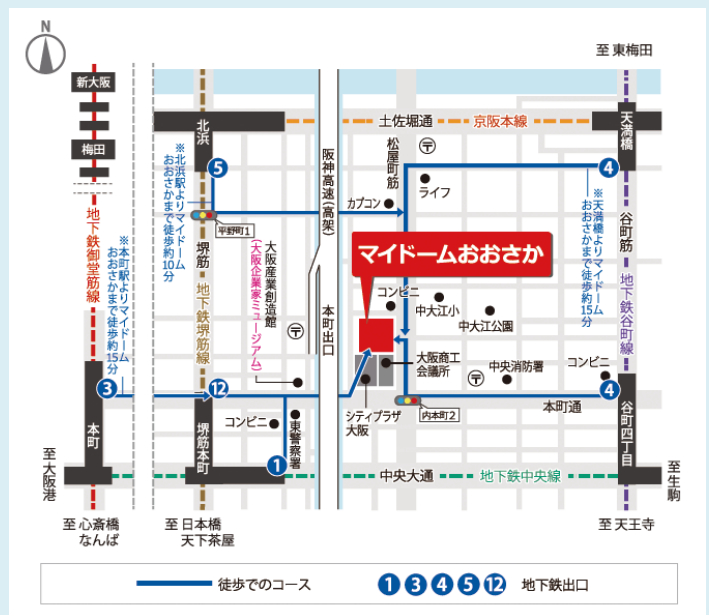 N
至 東梅田
新大阪
梅田
北浜
土佐堀通
京阪本線
天満橋
5
※北浜駅よりマイドーム
おおさかまで徒歩約10分
平野町1
阪神高速(高架)
松屋町筋
〒
ライフ
カプコン
4
※天満橋よりマイドーム
おおさかまで徒歩約15分
谷町筋
地下鉄谷町線
地下鉄御堂筋線
※本町駅よりマイドーム
おおさかまで徒歩約15分
堺筋
地下鉄堺筋線
大阪産業創造館
(大阪企業家ミュージアム)
〒
本町出口
マイドームおおさか
コンビニ
中大江小
中大江公園
大阪商工
会議所
中央消防署
〒
コンビニ
3
12
4
シティプラザ
大阪
内本町2
本町通
本町
堺筋本町
コンビニ
東警察署
1
谷町四丁目
至 大阪港
中央大通
地下鉄中央線
至 生駒
至 心斎橋
なんば
至 日本橋
天下茶屋
至 天王寺
徒歩でのコース
1 3 4 5 12 地下鉄出口